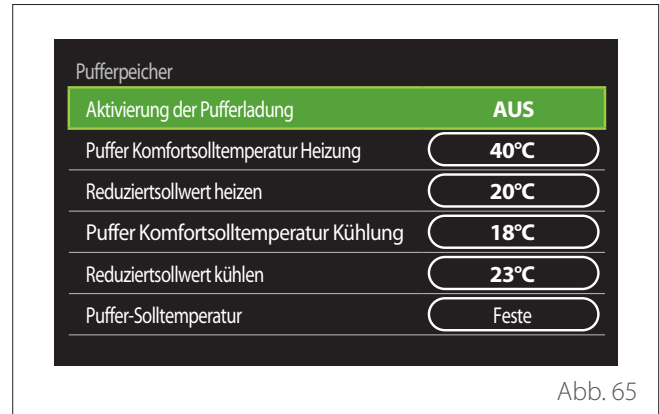 Pufferpeicher
Aktivierung der Pufferladung AUS
Puffer Komfortsolltemperatur Heizung 40°C
Reduziertsollwert heizen 20°C
Puffer Komfortsolltemperatur Kühlung 18°C
Reduziertsollwert kühlen 23°C
Puffer-Solltemperatur Feste
Abb. 65